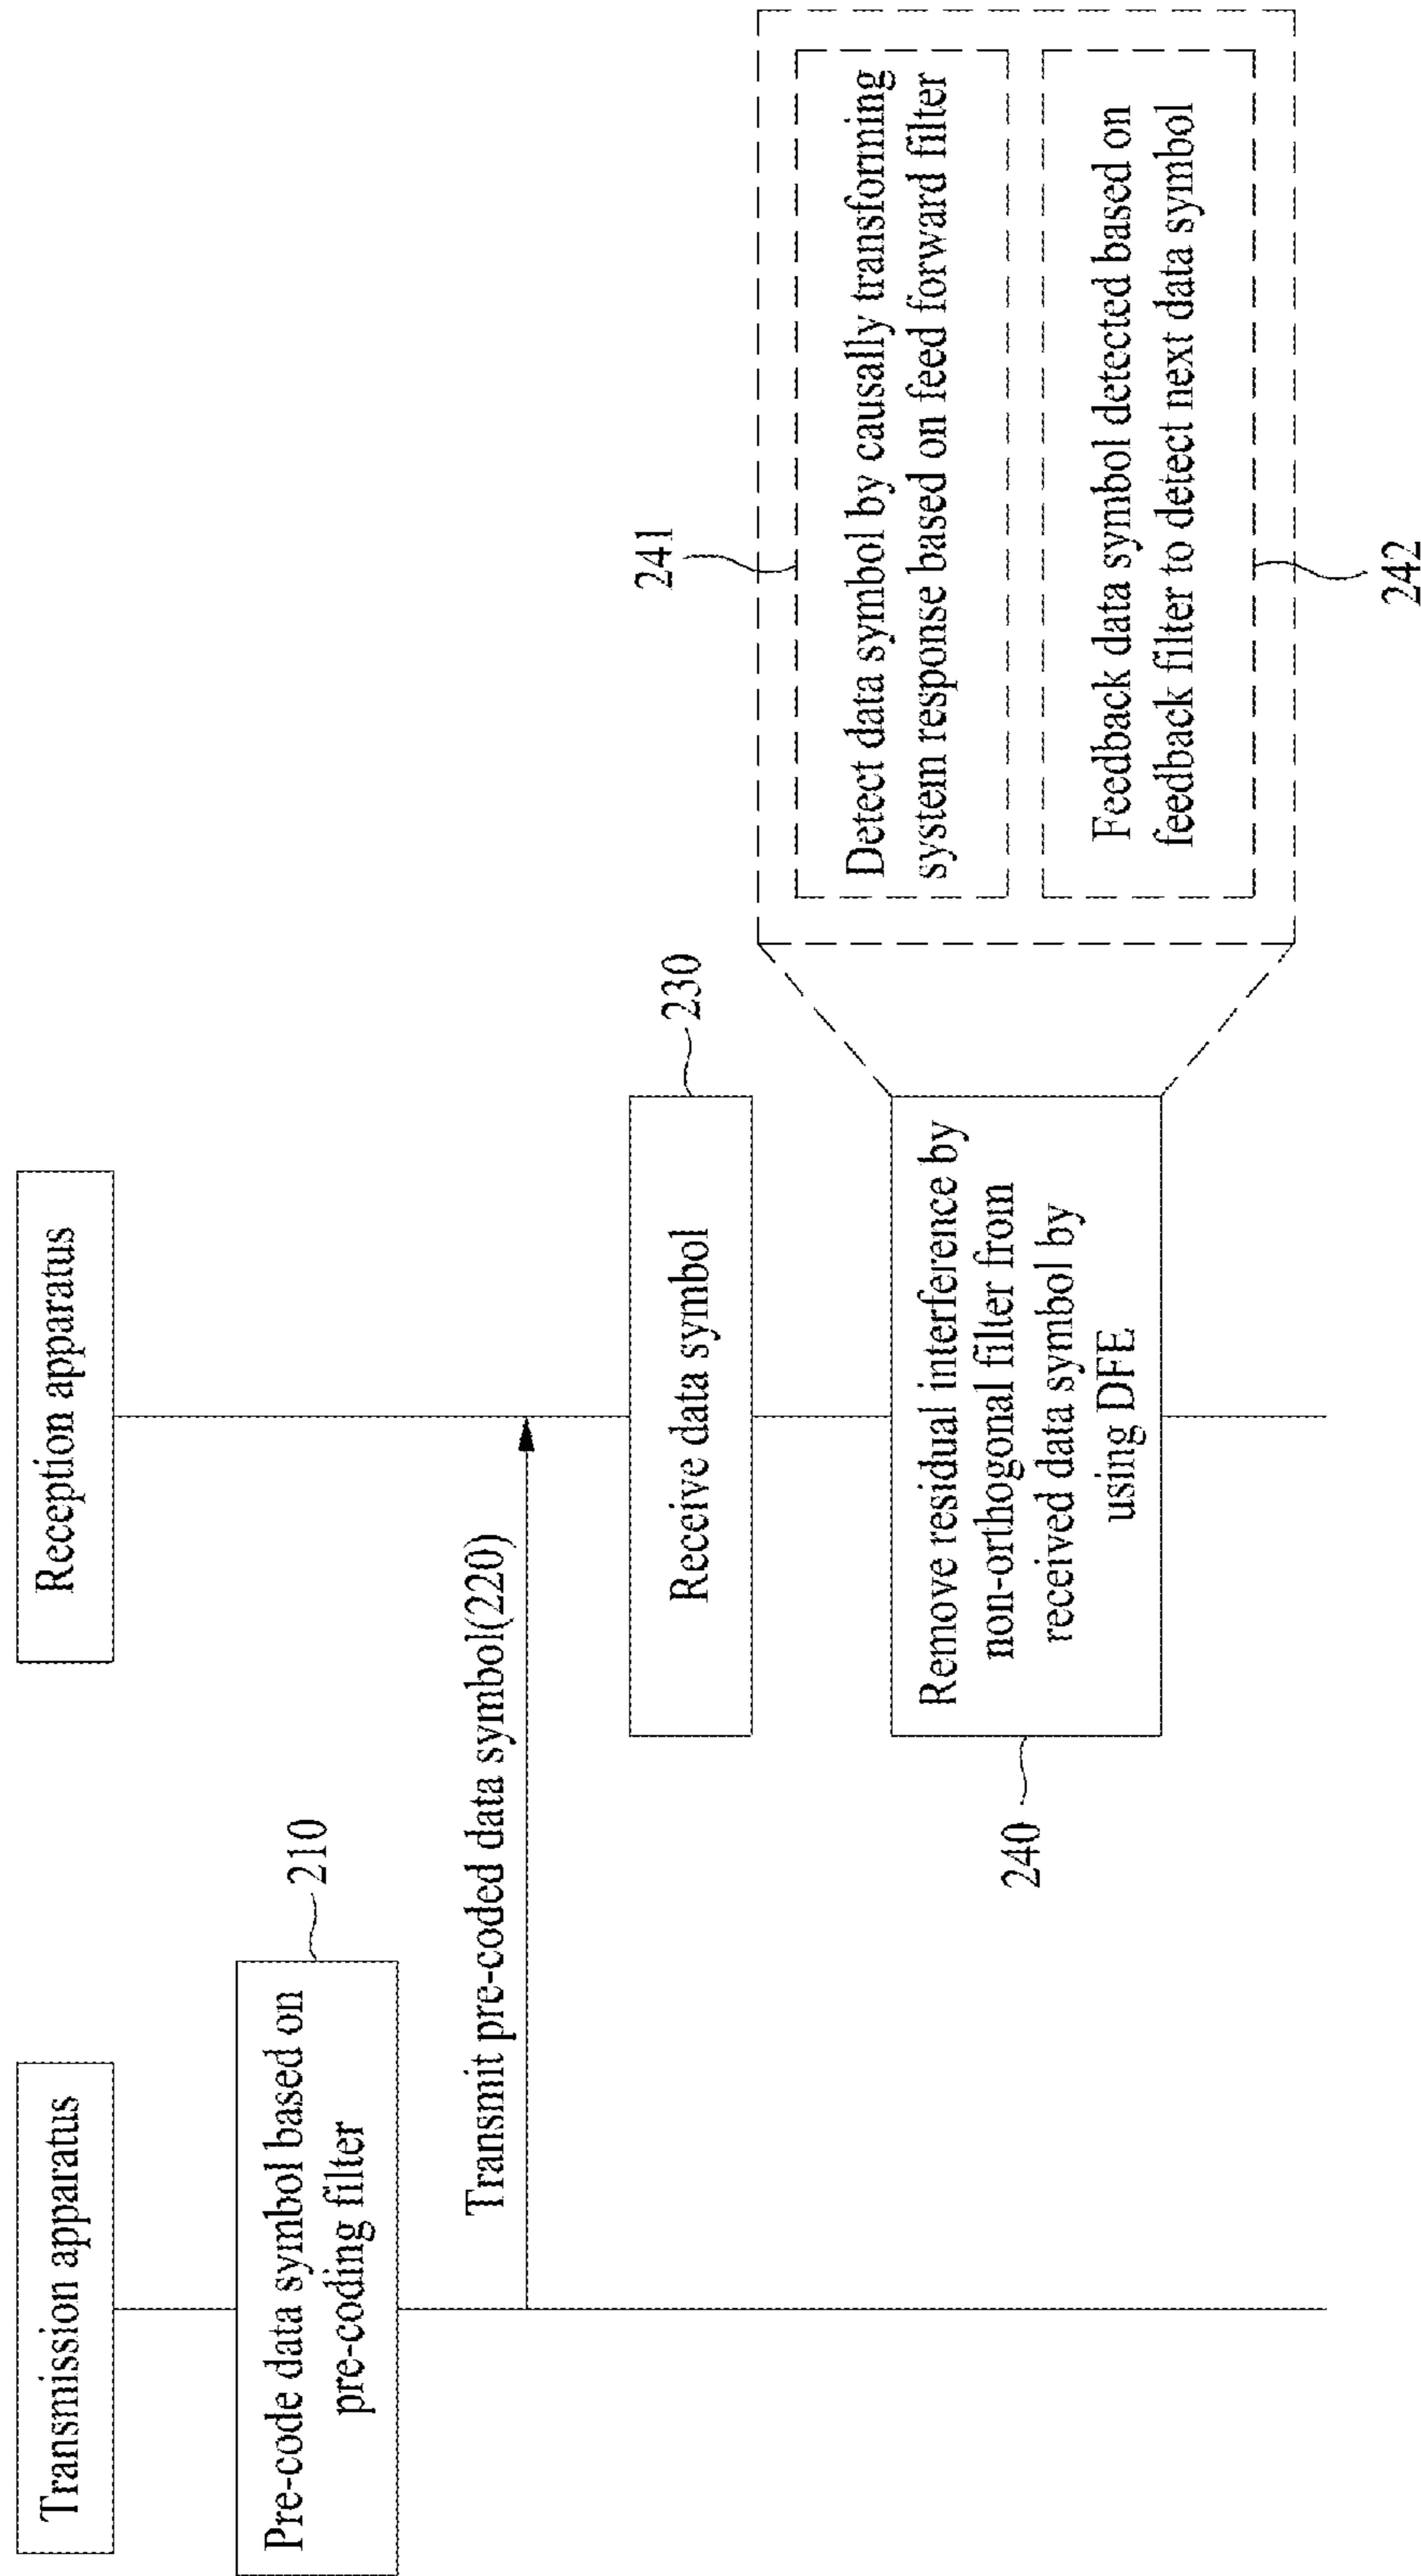 Transmission apparatus
Reception apparatus
Pre-code data symbol based on
pre-coding filter
210
Transmit pre-coded data symbol(220)
Receive data symbol
230
Remove residual interference by
non-orthogonal filter from
received data symbol by
using DFE
240
241
Detect data symbol by causally transforming
system response based on feed forward filter
Feedback data symbol detected based on
feedback filter to detect next data symbol
242